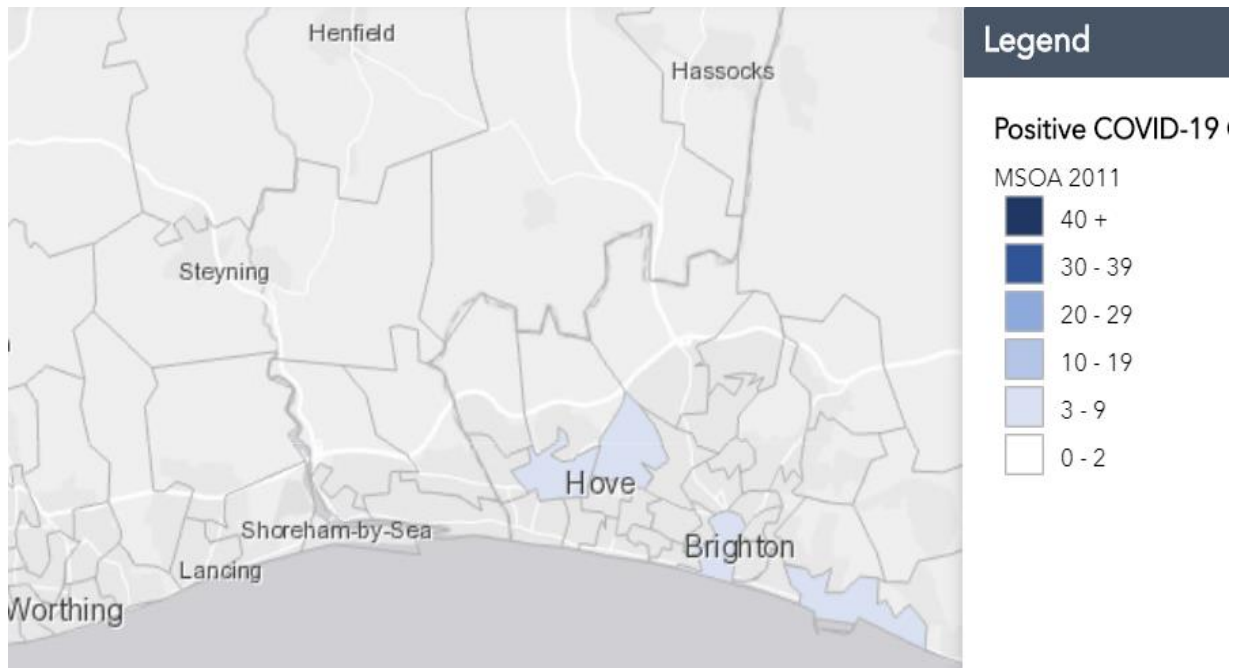 Henfield
Hassocks
Steyning
Hove
Shoreham-by-Sea
Brighton
Lancing
Worthing
Legend
Positive COVID-19
MSOA 2011
40 +
30 - 39
20 - 29
10 - 19
3 - 9
0 - 2